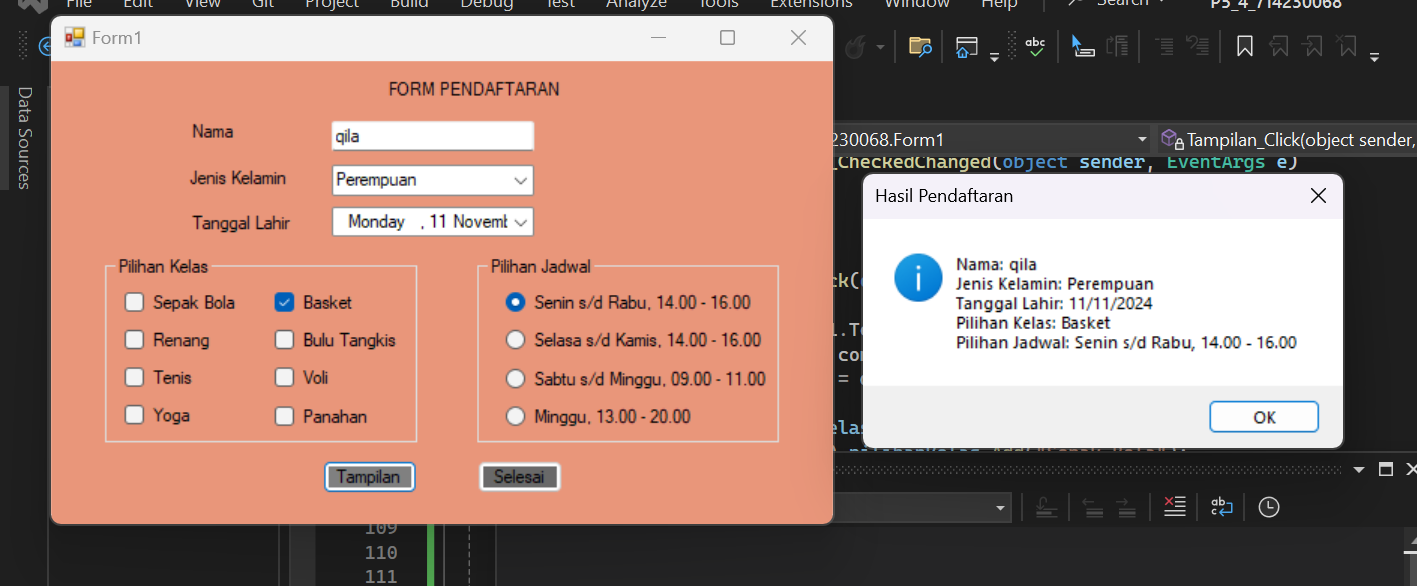 File Edit View Git Project Build Debug Test Analyze Tools Extensions Window Help Search P5_4_714230068
Form1
abc
Data Sources
FORM PENDAFTARAN
Nama
qila
Jenis Kelamin
Perempuan
Tanggal Lahir
Monday , 11 Novemb
Pilihan Kelas
Sepak Bola
Basket
Renang
Bulu Tangkis
Tenis
Voli
Yoga
Panahan
Pilihan Jadwal
Senin s/d Rabu, 14.00 - 16.00
Selasa s/d Kamis, 14.00 - 16.00
Sabtu s/d Minggu, 09.00 - 11.00
Minggu, 13.00 - 20.00
Tampilan
Selesai
230068.Form1
Tampilan_Click(object sender,
_CheckedChanged(object sender, EventArgs e)
Hasil Pendaftaran
Nama: qila
Jenis Kelamin: Perempuan
Tanggal Lahir: 11/11/2024
Pilihan Kelas: Basket
Pilihan Jadwal: Senin s/d Rabu, 14.00 - 16.00
OK
109
110
111